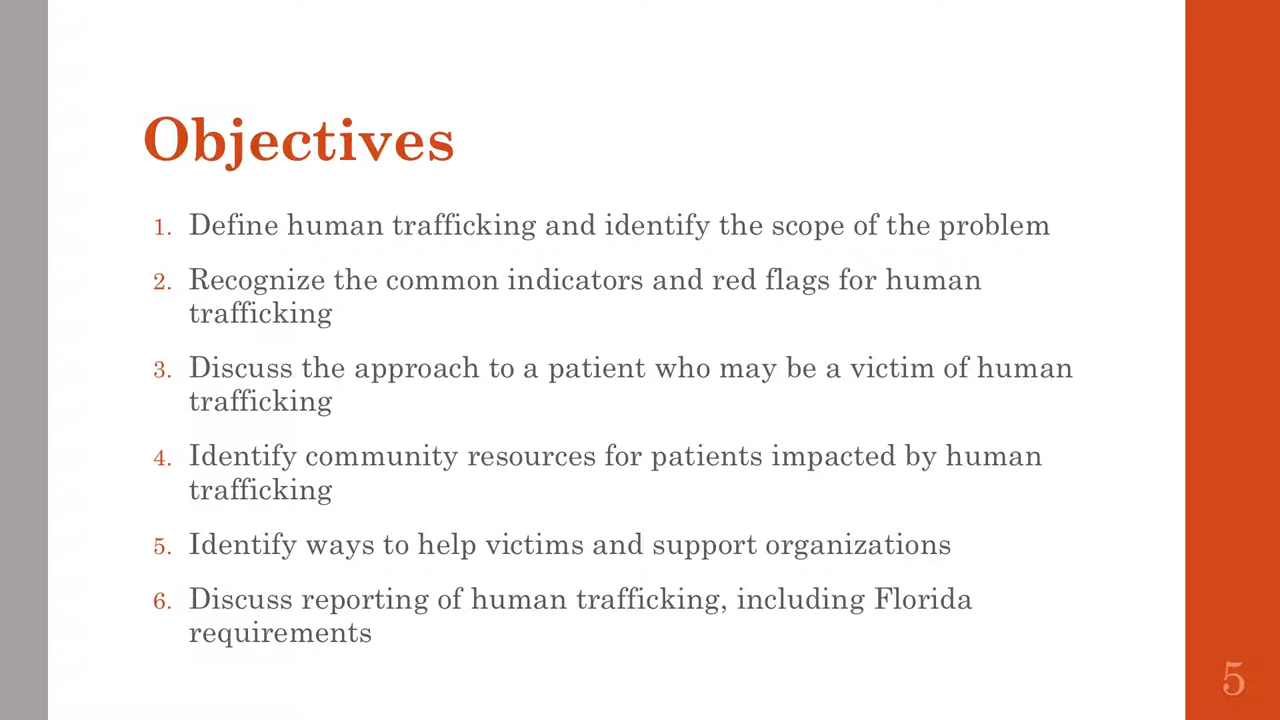 Objectives
1. Define human trafficking and identify the scope of the problem
2. Recognize the common indicators and red flags for human
trafficking
3. Discuss the approach to a patient who may be a victim of human
trafficking
4. Identify community resources for patients impacted by human
trafficking
5. Identify ways to help victims and support organizations
6. Discuss reporting of human trafficking, including Florida
requirements
5